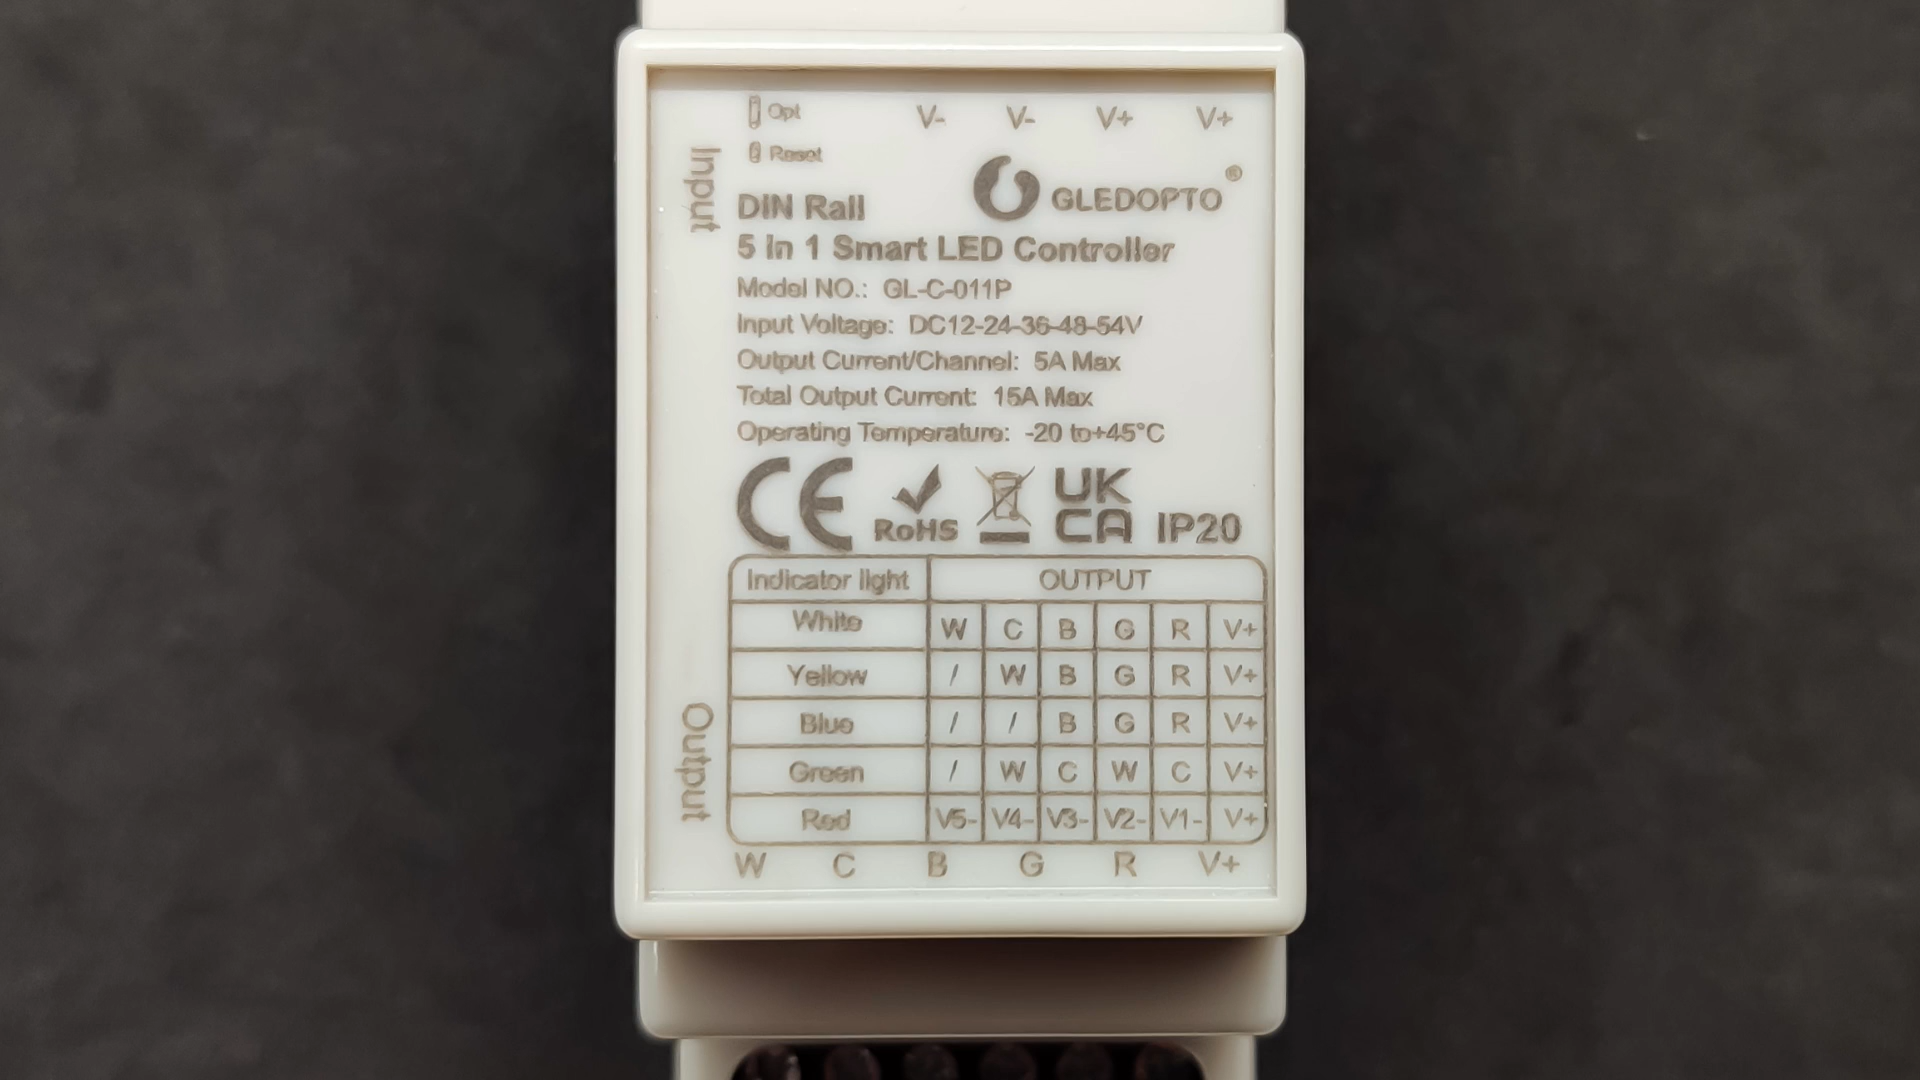 Opt
V- V- V+ V+
Reset
Input
GLEDOPTO®
DIN Rail
5 in 1 Smart LED Controller
Model NO.: GL-C-011P
Input Voltage: DC12-24-36-48-54V
Output Current/Channel: 5A Max
Total Output Current: 15A Max
Operating Temperature: -20 to+45°C
CE RoHS UK CA IP20
Output
Indicator light OUTPUT
White W C B G R V+
Yellow / W B G R V+
Blue / / B G R V+
Green / W C W C V+
Red V5- V4- V3- V2- V1- V+
W C B G R V+